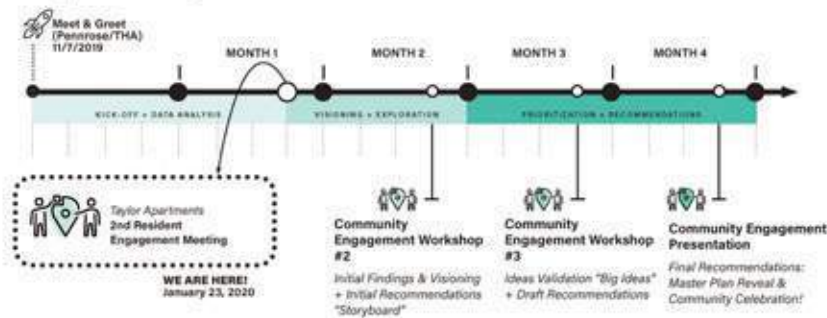 Meet & Greet
(Pennrose/THA)
11/7/2019
MONTH 1
MONTH 2
MONTH 3
MONTH 4
KICK-OFF + DATA ANALYSIS
VISIONING + EXPLORATION
PRIORITIZATION + RECOMMENDATIONS
Taylor Apartments
2nd Resident
Engagement Meeting
WE ARE HERE!
January 23, 2020
Community
Engagement Workshop
#2
Initial Findings & Visioning
+ Initial Recommendations
"Storyboard"
Community
Engagement Workshop
#3
Ideas Validation "Big Ideas"
+ Draft Recommendations
Community Engagement
Presentation
Final Recommendations:
Master Plan Reveal &
Community Celebration!